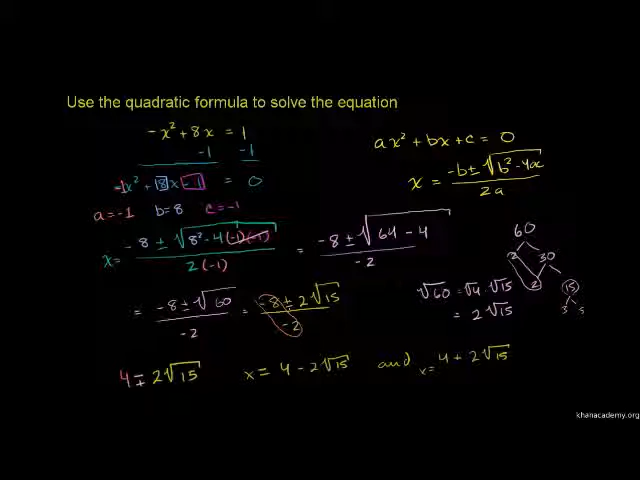 Use the quadratic formula to solve the equation
-x² + 8x = 1
-1 -1
-1x² + 8x -1 = 0
a=-1 b=8 c=-1
x= -8 ± √8² - 4(-1)(-1) / 2(-1) = -8 ± √64 - 4 / -2
= -8 ± √60 / -2 = -8 ± 2√15 / -2
4 ∓ 2√15 x = 4 - 2√15 and x= 4 + 2√15
ax² + bx + c = 0
x = -b ± √b² - 4ac / 2a
60
2 30
2 15
3 5
√60 = √4 · √15
= 2√15
khanacademy.org